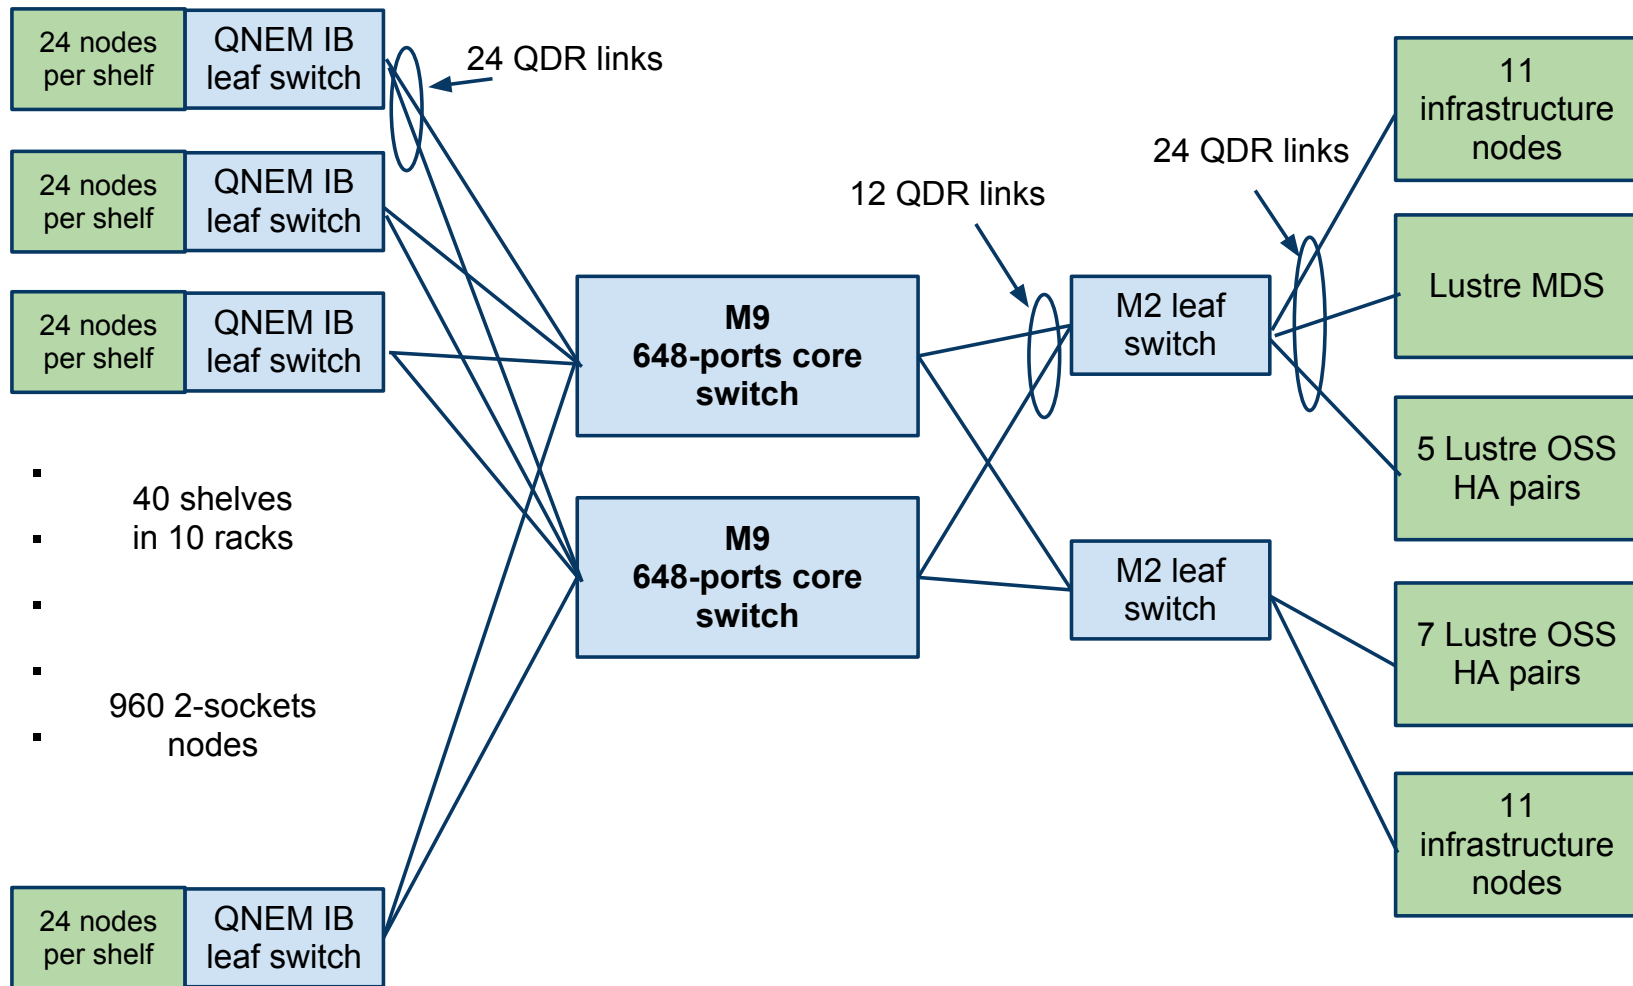 24 nodes
per shelf
QNEM IB
leaf switch
24 QDR links
24 nodes
per shelf
QNEM IB
leaf switch
24 nodes
per shelf
QNEM IB
leaf switch
40 shelves
in 10 racks
960 2-sockets
nodes
24 nodes
per shelf
QNEM IB
leaf switch
M9
648-ports core
switch
M9
648-ports core
switch
12 QDR links
24 QDR links
M2 leaf
switch
M2 leaf
switch
11
infrastructure
nodes
Lustre MDS
5 Lustre OSS
HA pairs
7 Lustre OSS
HA pairs
11
infrastructure
nodes